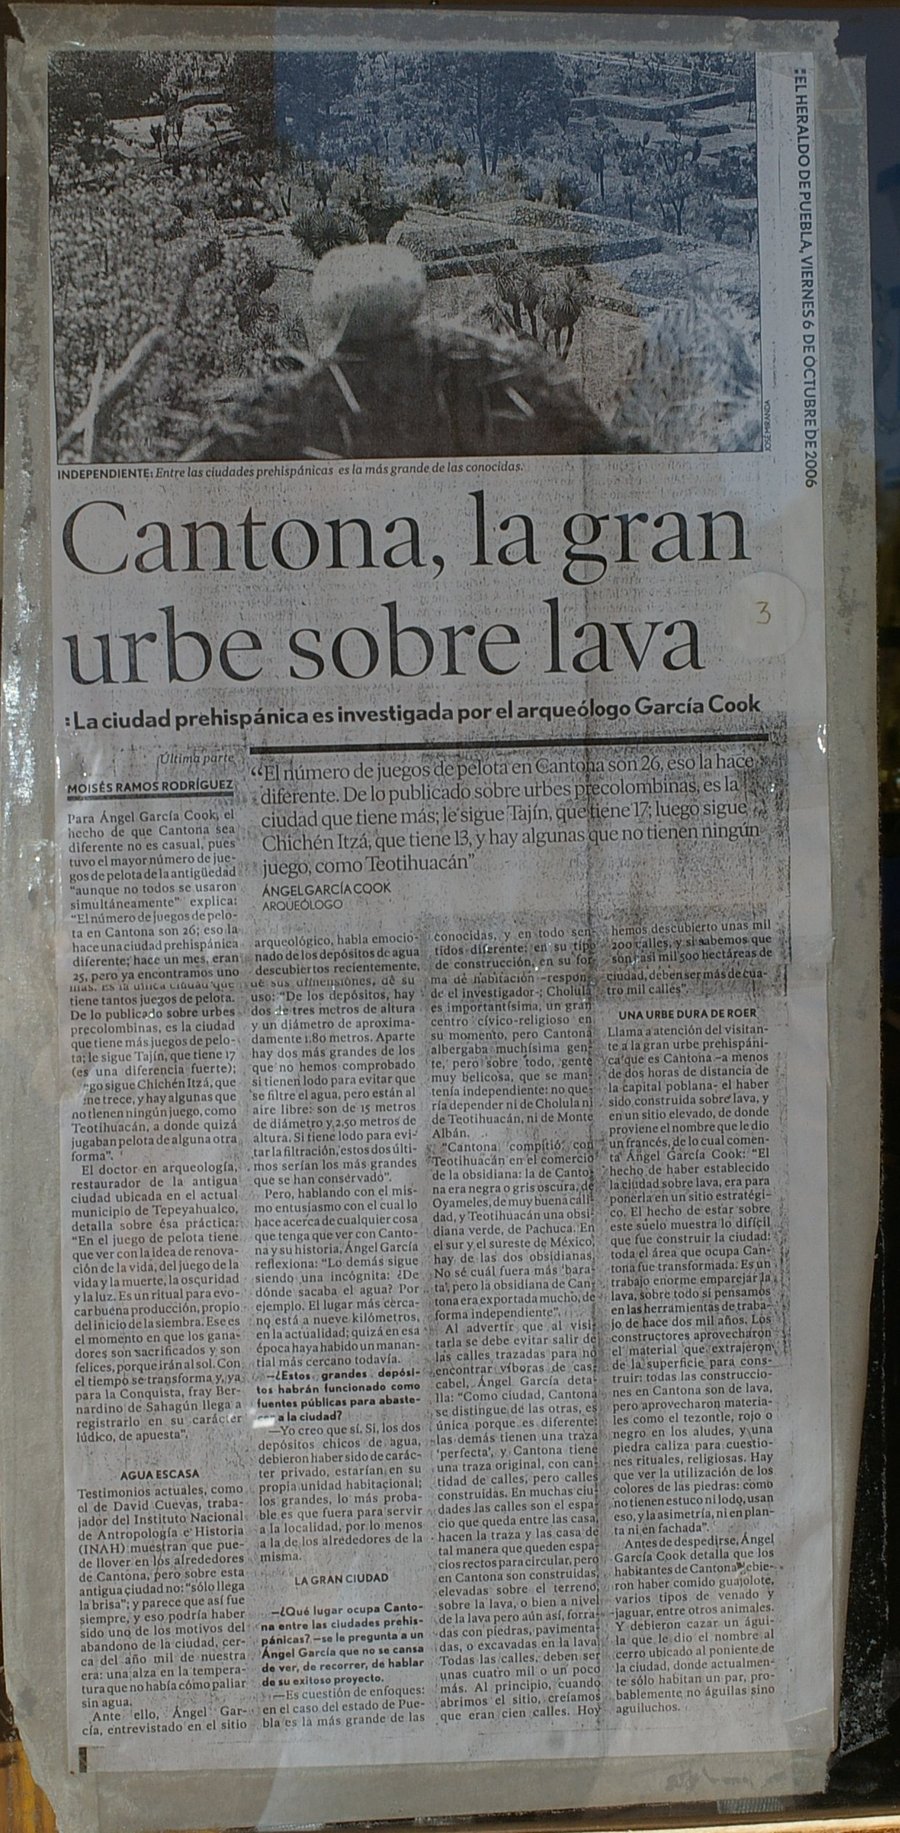 :EL HERALDO DE PUEBLA, VIERNES 6 DE OCTUBRE DE 2006
JOSÉ MIRANDA
INDEPENDIENTE: Entre las ciudades prehispánicas es la más grande de las conocidas.
Cantona, la gran
urbe sobre lava
3
:La ciudad prehispánica es investigada por el arqueólogo García Cook
/Última parte
MOISÉS RAMOS RODRÍGUEZ
“El número de juegos de pelota en Cantona son 26, eso la hace
diferente. De lo publicado sobre urbes precolombinas, es la
ciudad que tiene más; le sigue Tajín, que tiene 17; luego sigue
Chichén Itzá, que tiene 13, y hay algunas que no tienen ningún
juego, como Teotihuacán”
ÁNGEL GARCÍA COOK
ARQUEÓLOGO
Para Ángel García Cook, el
hecho de que Cantona sea
diferente no es casual, pues
tuvo el mayor número de jue-
gos de pelota de la antigüedad
“aunque no todos se usaron
simultáneamente” explica:
“El número de juegos de pelo-
ta en Cantona son 26; eso la
hace una ciudad prehispánica
diferente; hace un mes, eran
25, pero ya encontramos uno
más. Es la única ciudad que
tiene tantos juegos de pelota.
De lo publicado sobre urbes
precolombinas, es la ciudad
que tiene más juegos de pelo-
ta; le sigue Tajín, que tiene 17
(es una diferencia fuerte);
go sigue Chichén Itzá, que
ne trece, y hay algunas que
no tienen ningún juego, como
Teotihuacán, a donde quizá
jugaban pelota de alguna otra
forma”.
El doctor en arqueología,
restaurador de la antigua
ciudad ubicada en el actual
municipio de Tepeyahualco,
detalla sobre ésa práctica:
“En el juego de pelota tiene
que ver con la idea de renova-
ción de la vida, del juego de la
vida y la muerte, la oscuridad
y la luz. Es un ritual para evo-
car buena producción, propio
del inicio de la siembra. Ese es
el momento en que los gana-
dores son sacrificados y son
felices, porque irán al sol. Con
el tiempo se transforma y, ya
para la Conquista, fray Ber-
nardino de Sahagún llega a
registrarlo en su carácter
lúdico, de apuesta”.
AGUA ESCASA
Testimonios actuales, como
el de David Cuevas, traba-
jador del Instituto Nacional
de Antropología e Historia
(INAH) muestran que pue-
de llover en los alrededores
de Cantona, pero sobre esta
antigua ciudad no: “sólo llega
la brisa”; y parece que así fue
siempre, y eso podría haber
sido uno de los motivos del
abandono de la ciudad, cer-
ca del año mil de nuestra
era: una alza en la tempera-
tura que no había cómo paliar
sin agua.
Ante ello, Ángel Gar-
cía, entrevistado en el sitio
arqueológico, habla emocio-
nado de los depósitos de agua
descubiertos recientemente,
de sus dimensiones, de su
uso: “De los depósitos, hay
dos de tres metros de altura
y un diámetro de aproxima-
damente 1.80 metros. Aparte
hay dos más grandes de los
que no hemos comprobado
si tienen lodo para evitar que
se filtre el agua, pero están al
aire libre: son de 15 metros
de diámetro y 2.50 metros de
altura. Si tiene lodo para evi-
tar la filtración, estos dos últi-
mos serían los más grandes
que se han conservado”.
Pero, hablando con el mis-
mo entusiasmo con el cual lo
hace acerca de cualquier cosa
que tenga que ver con Canto-
na y su historia, Ángel García
reflexiona: “Lo demás sigue
siendo una incógnita: ¿De
dónde sacaba el agua? Por
ejemplo. El lugar más cerca-
no está a nueve kilómetros,
en la actualidad; quizá en esa
época haya habido un manan-
tial más cercano todavía.
—¿Estos grandes depósi-
tos habrán funcionado como
fuentes públicas para abaste-
cer a la ciudad?
—Yo creo que sí. Sí, los dos
depósitos chicos de agua,
debieron haber sido de carác-
ter privado, estarían en su
propia unidad habitacional;
los grandes, lo más proba-
ble es que fuera para servir
a la localidad, por lo menos
a la de los alrededores de la
misma.
LA GRAN CIUDAD
—¿Qué lugar ocupa Canto-
na entre las ciudades prehis-
pánicas? —se le pregunta a un
Ángel García que no se cansa
de ver, de recorrer, de hablar
de su exitoso proyecto.
—Es cuestión de enfoques:
en el caso del estado de Pue-
bla es la más grande de las
conocidas, y en todo sen-
tidos diferente; en su tipo
de construcción, en su for-
ma de habitación —respon-
de el investigador—; Cholula
es importantísima, un gran
centro cívico-religioso en
su momento, pero Cantona
albergaba muchísima gen-
te, pero sobre todo, gente
muy belicosa, que se man-
tenía independiente: no que-
ría depender ni de Cholula ni
de Teotihuacán, ni de Monte
Albán.
“Cantona compitió con
Teotihuacán en el comercio
de la obsidiana: la de Canto-
na era negra o gris oscura, de
Oyameles, de muy buena cali-
dad, y Teotihuacán una obsi-
diana verde, de Pachuca. En
el sur y el sureste de México,
hay de las dos obsidianas.
No sé cuál fuera más ‘bara-
ta’, pero la obsidiana de Can-
tona era exportada mucho, de
forma independiente”.
Al advertir que al visi-
tarla se debe evitar salir de
las calles trazadas para no
encontrar víboras de cas-
cabel, Ángel García deta-
lla: “Como ciudad, Cantona
se distingue de las otras, es
única porque es diferente:
las demás tienen una traza
‘perfecta’, y Cantona tiene
una traza original, con can-
tidad de calles, pero calles
construidas. En muchas ciu-
dades las calles son el espa-
cio que queda entre las casa,
hacen la traza y las casa de
tal manera que queden espa-
cios rectos para circular, pero
en Cantona son construidas,
elevadas sobre el terreno,
sobre la lava, o bien a nivel
de la lava pero aún así, forra-
das con piedras, pavimenta-
das, o excavadas en la lava.
Todas las calles, deben ser
unas cuatro mil o un poco
más. Al principio, cuando
abrimos el sitio, creíamos
que eran cien calles. Hoy
hemos descubierto unas mil
200 calles, y si sabemos que
son casi mil 500 hectáreas de
ciudad, deben ser más de cua-
tro mil calles”.
UNA URBE DURA DE ROER
Llama a atención del visitan-
te a la gran urbe prehispáni-
ca que es Cantona —a menos
de dos horas de distancia de
la capital poblana— el haber
sido construida sobre lava, y
en un sitio elevado, de donde
proviene el nombre que le dio
un francés, de lo cual comen-
ta Ángel García Cook: “El
hecho de haber establecido
la ciudad sobre lava, era para
ponerla en un sitio estratégi-
co. El hecho de estar sobre
este suelo muestra lo difícil
que fue construir la ciudad:
toda el área que ocupa Can-
tona fue transformada. Es un
trabajo enorme emparejar la
lava, sobre todo si pensamos
en las herramientas de traba-
jo de hace dos mil años. Los
constructores aprovecharon
el material que extrajeron
de la superficie para cons-
truir: todas las construccio-
nes en Cantona son de lava,
pero aprovecharon materia-
les como el tezontle, rojo o
negro en los aludes, y una
piedra caliza para cuestio-
nes rituales, religiosas. Hay
que ver la utilización de los
colores de las piedras: como
no tienen estuco ni lodo, usan
eso, y la asimetría, ni en plan-
ta ni en fachada”.
Antes de despedirse, Ángel
García Cook detalla que los
habitantes de Cantona debie-
ron haber comido guajolote,
varios tipos de venado y
jaguar, entre otros animales.
Y debieron cazar un águi-
la que le dio el nombre al
cerro ubicado al poniente de
la ciudad, donde actualmen-
te sólo habitan un par, pro-
bablemente no águilas sino
aguiluchos.